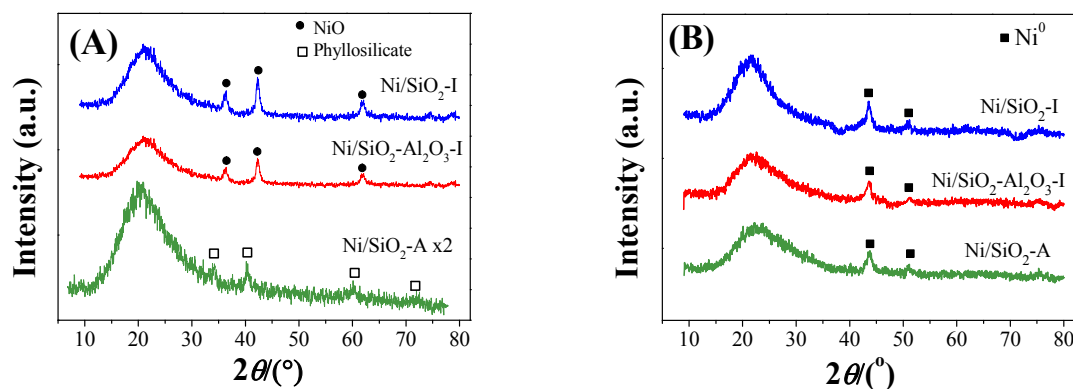 (A)
● NiO
□ Phyllosilicate
Ni/SiO₂-I
Ni/SiO₂-Al₂O₃-I
Ni/SiO₂-A x2
Intensity (a.u.)
10 20 30 40 50 60 70 80
2θ/(°)
(B)
■ Ni⁰
Ni/SiO₂-I
Ni/SiO₂-Al₂O₃-I
Ni/SiO₂-A
Intensity (a.u.)
10 20 30 40 50 60 70 80
2θ/(°)